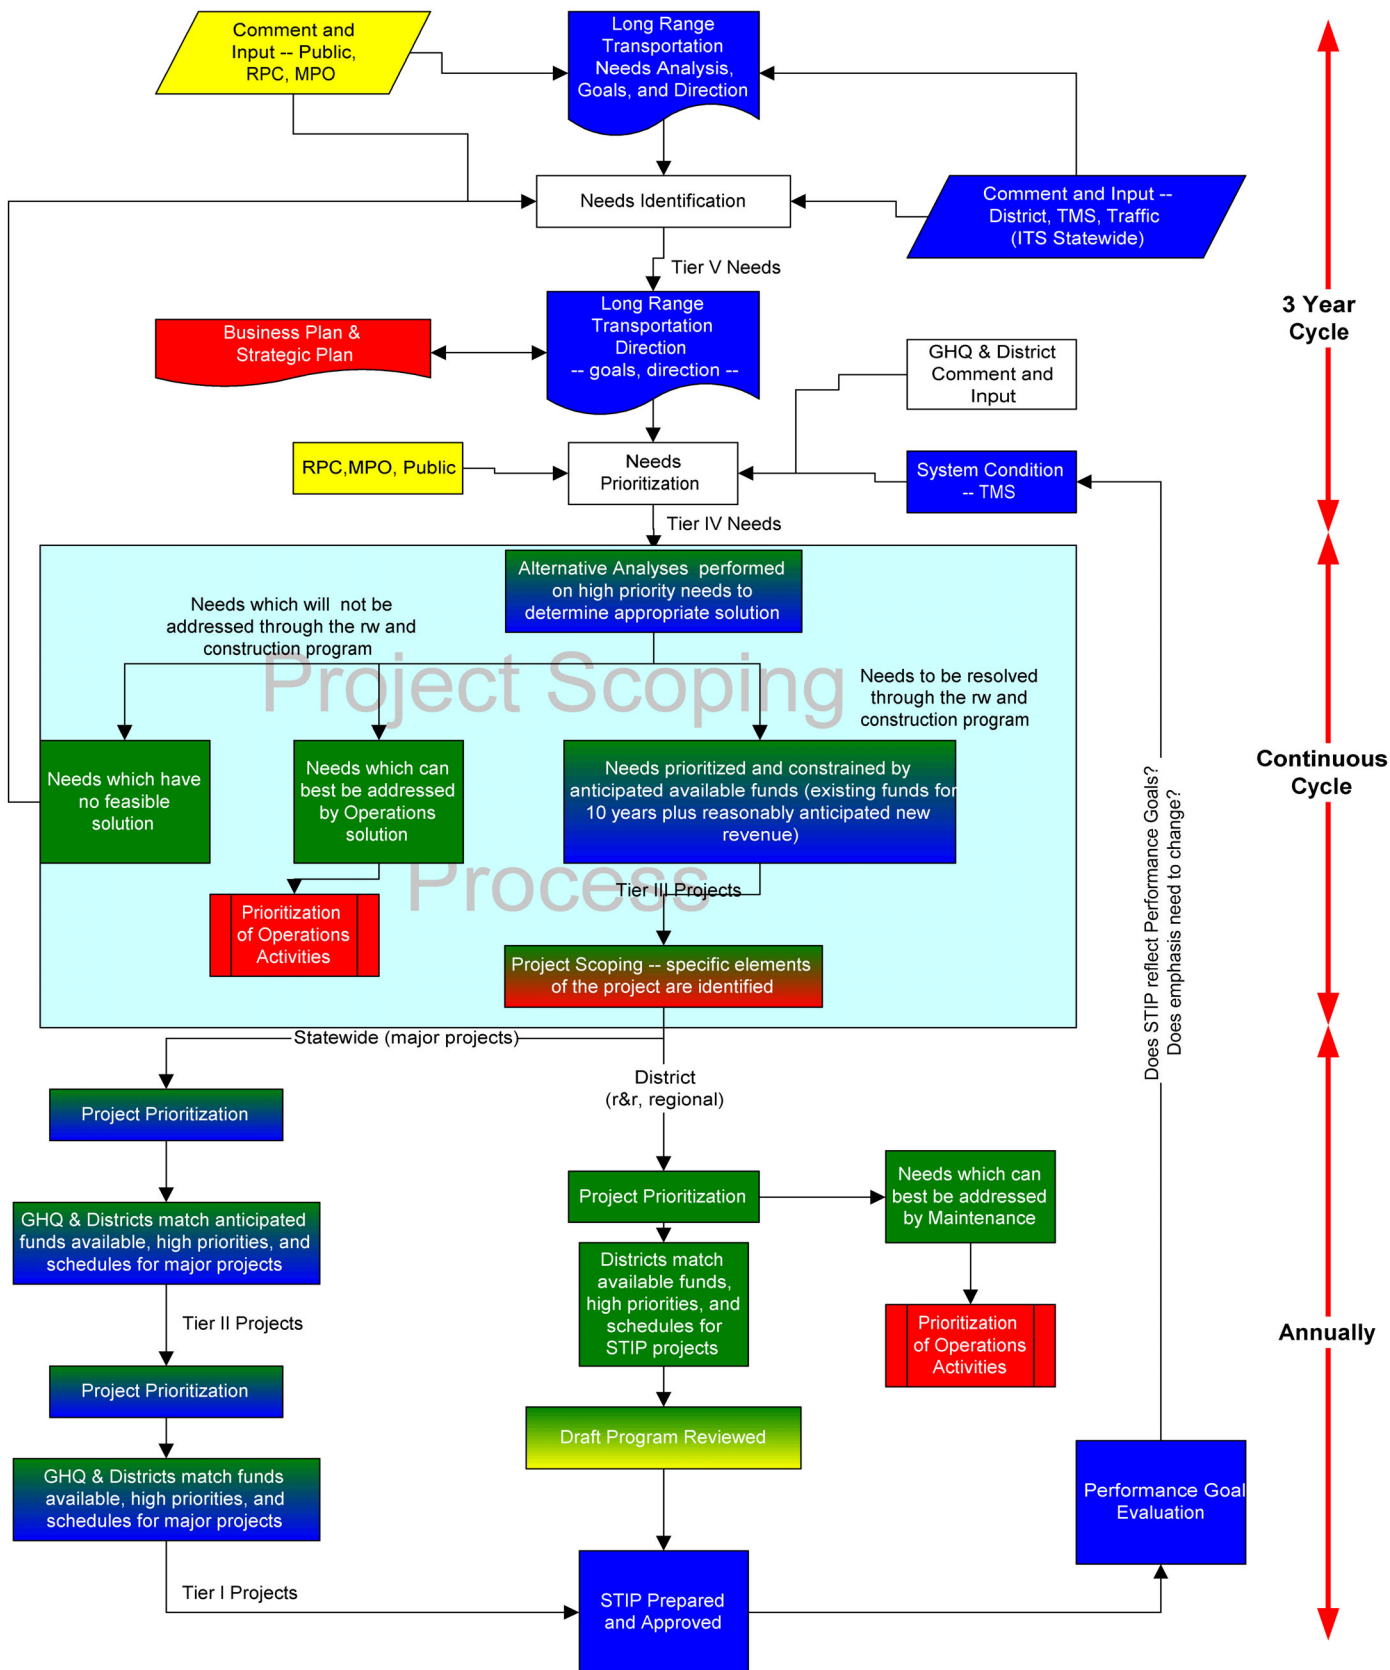 Comment and
Input -- Public,
RPC, MPO
Long Range
Transportation
Needs Analysis,
Goals, and Direction
Needs Identification
Comment and Input --
District, TMS, Traffic
(ITS Statewide)
Tier V Needs
Business Plan &
Strategic Plan
Long Range
Transportation
Direction
-- goals, direction --
GHQ & District
Comment and
Input
3 Year
Cycle
RPC,MPO, Public
Needs
Prioritization
System Condition
-- TMS
Tier IV Needs
Alternative Analyses performed
on high priority needs to
determine appropriate solution
Needs which will not be
addressed through the rw and
construction program
Project Scoping
Process
Needs to be resolved
through the rw and
construction program
Needs which have
no feasible
solution
Needs which can
best be addressed
by Operations
solution
Needs prioritized and constrained by
anticipated available funds (existing funds for
10 years plus reasonably anticipated new
revenue)
Continuous
Cycle
Prioritization
of Operations
Activities
Tier III Projects
Project Scoping -- specific elements
of the project are identified
Does STIP reflect Performance Goals?
Does emphasis need to change?
Statewide (major projects)
District
(r&r, regional)
Project Prioritization
GHQ & Districts match anticipated
funds available, high priorities, and
schedules for major projects
Tier II Projects
Project Prioritization
GHQ & Districts match funds
available, high priorities, and
schedules for major projects
Tier I Projects
Project Prioritization
Needs which can
best be addressed
by Maintenance
Districts match
available funds,
high priorities, and
schedules for
STIP projects
Prioritization
of Operations
Activities
Annually
Draft Program Reviewed
STIP Prepared
and Approved
Performance Goal
Evaluation